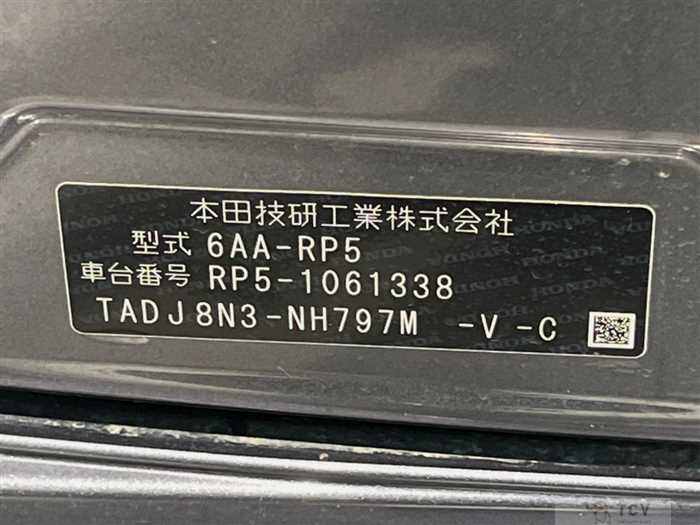 本田技研工業株式会社
型式 6AA-RP5
車台番号 RP5-1061338
TADJ8N3-NH797M -V-C
TCV